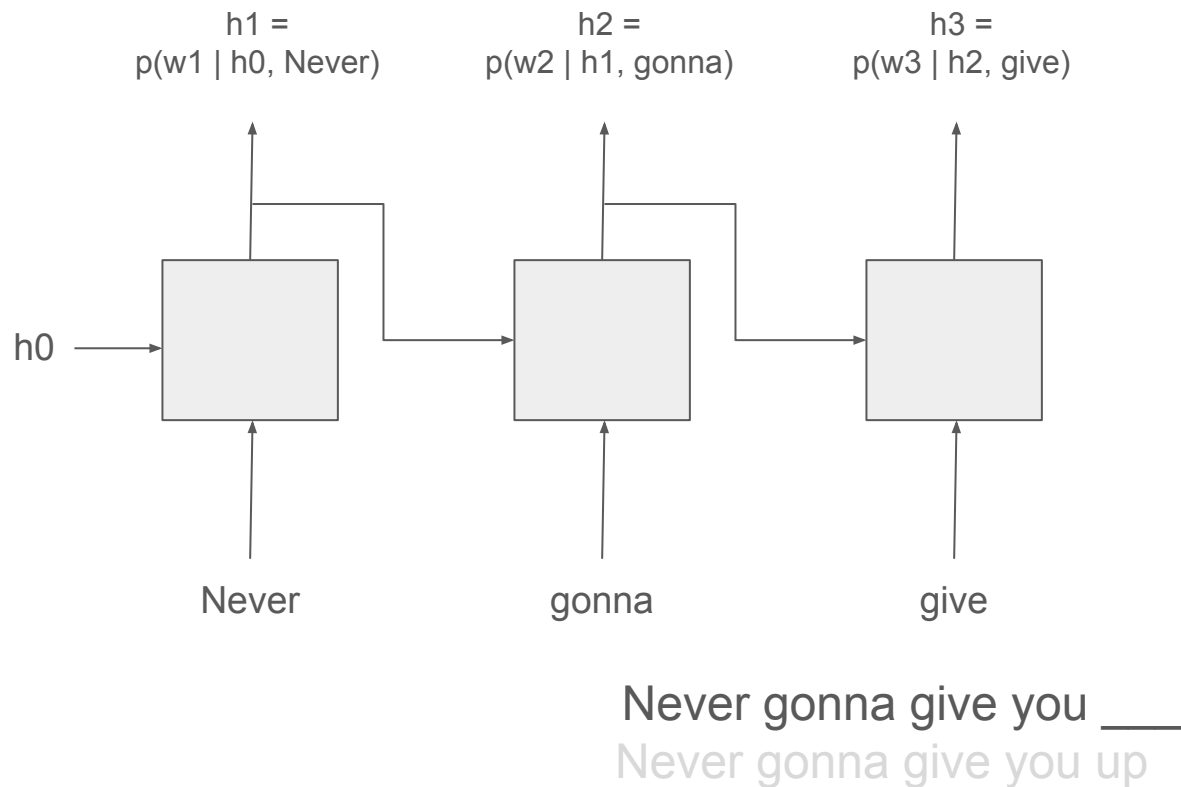 h1 =
p(w1 | h0, Never)
h2 =
p(w2 | h1, gonna)
h3 =
p(w3 | h2, give)
h0
Never
gonna
give
Never gonna give you ___
Never gonna give you up